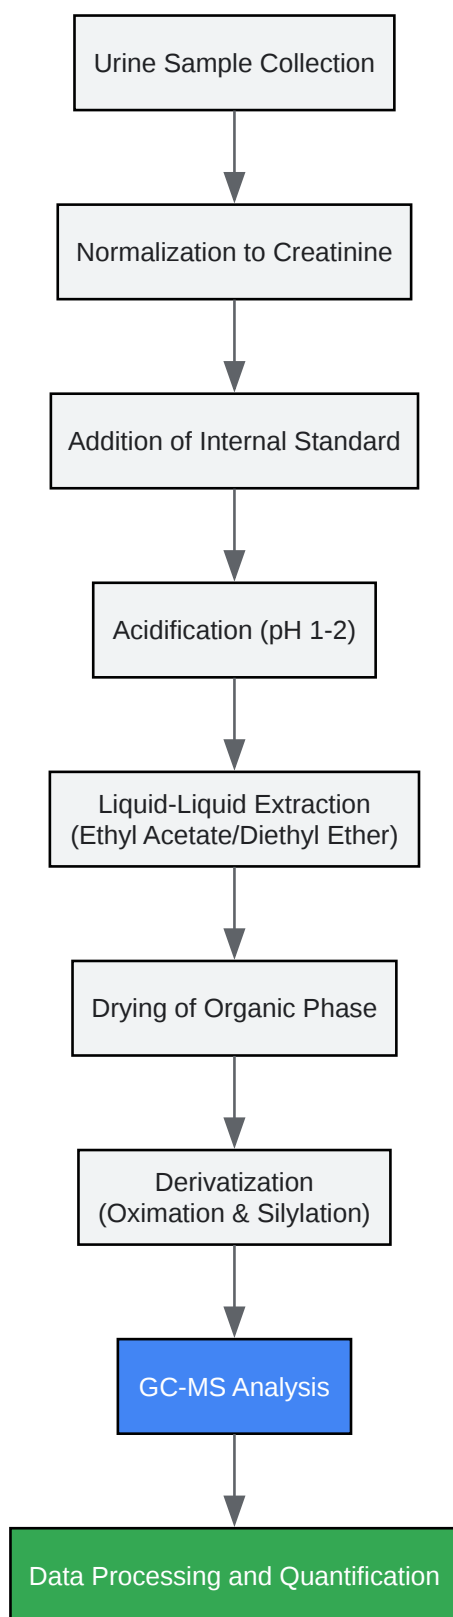 Urine Sample Collection
Normalization to Creatinine
Addition of Internal Standard
Acidification (pH 1-2)
Liquid-Liquid Extraction
(Ethyl Acetate/Diethyl Ether)
Drying of Organic Phase
Derivatization
(Oximation & Silylation)
GC-MS Analysis
Data Processing and Quantification